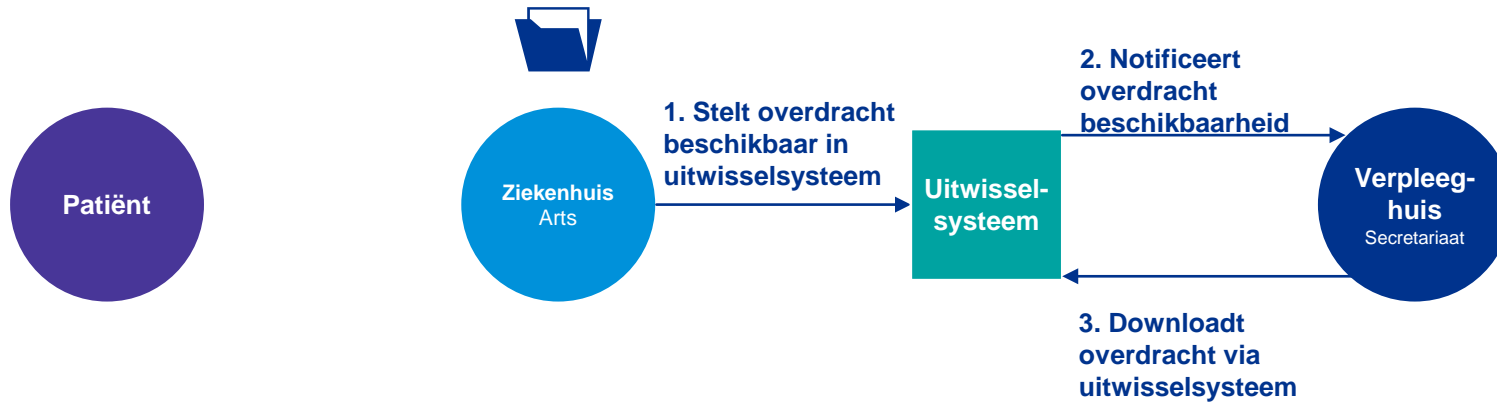 Patiënt
Ziekenhuis
Arts
1. Stelt overdracht
beschikbaar in
uitwisselsysteem
Uitwissel-
systeem
2. Notificeert
overdracht
beschikbaarheid
Verpleeg-
huis
Secretariaat
3. Downloadt
overdracht via
uitwisselsysteem